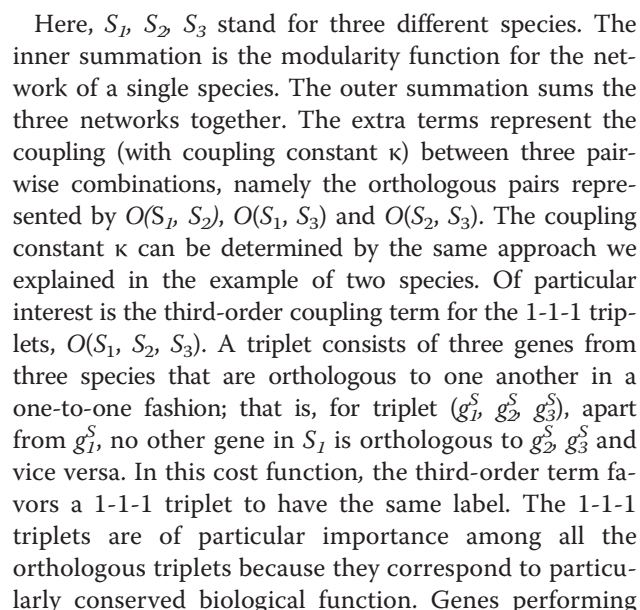 Here, S₁, S₂, S₃ stand for three different species. The
inner summation is the modularity function for the net-
work of a single species. The outer summation sums the
three networks together. The extra terms represent the
coupling (with coupling constant κ) between three pair-
wise combinations, namely the orthologous pairs repre-
sented by O(S₁, S₂), O(S₁, S₃) and O(S₂, S₃). The coupling
constant κ can be determined by the same approach we
explained in the example of two species. Of particular
interest is the third-order coupling term for the 1-1-1 trip-
lets, O(S₁, S₂, S₃). A triplet consists of three genes from
three species that are orthologous to one another in a
one-to-one fashion; that is, for triplet (g₁ˢ, g₂ˢ, g₃ˢ), apart
from g₁ˢ, no other gene in S₁ is orthologous to g₂ˢ, g₃ˢ and
vice versa. In this cost function, the third-order term fa-
vors a 1-1-1 triplet to have the same label. The 1-1-1
triplets are of particular importance among all the
orthologous triplets because they correspond to particu-
larly conserved biological function. Genes performing